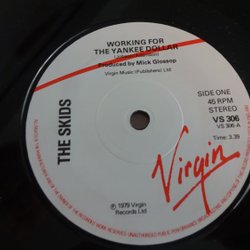 WORKING FOR
THE YANKEE DOLLAR
Produced by Mick Glossop
Virgin Music (Publishers) Ltd
SIDE ONE
45 RPM
STEREO
VS 306
VS 306-A
Time: 3.39
THE SKIDS
Virgin
℗ 1979 Virgin
Records Ltd